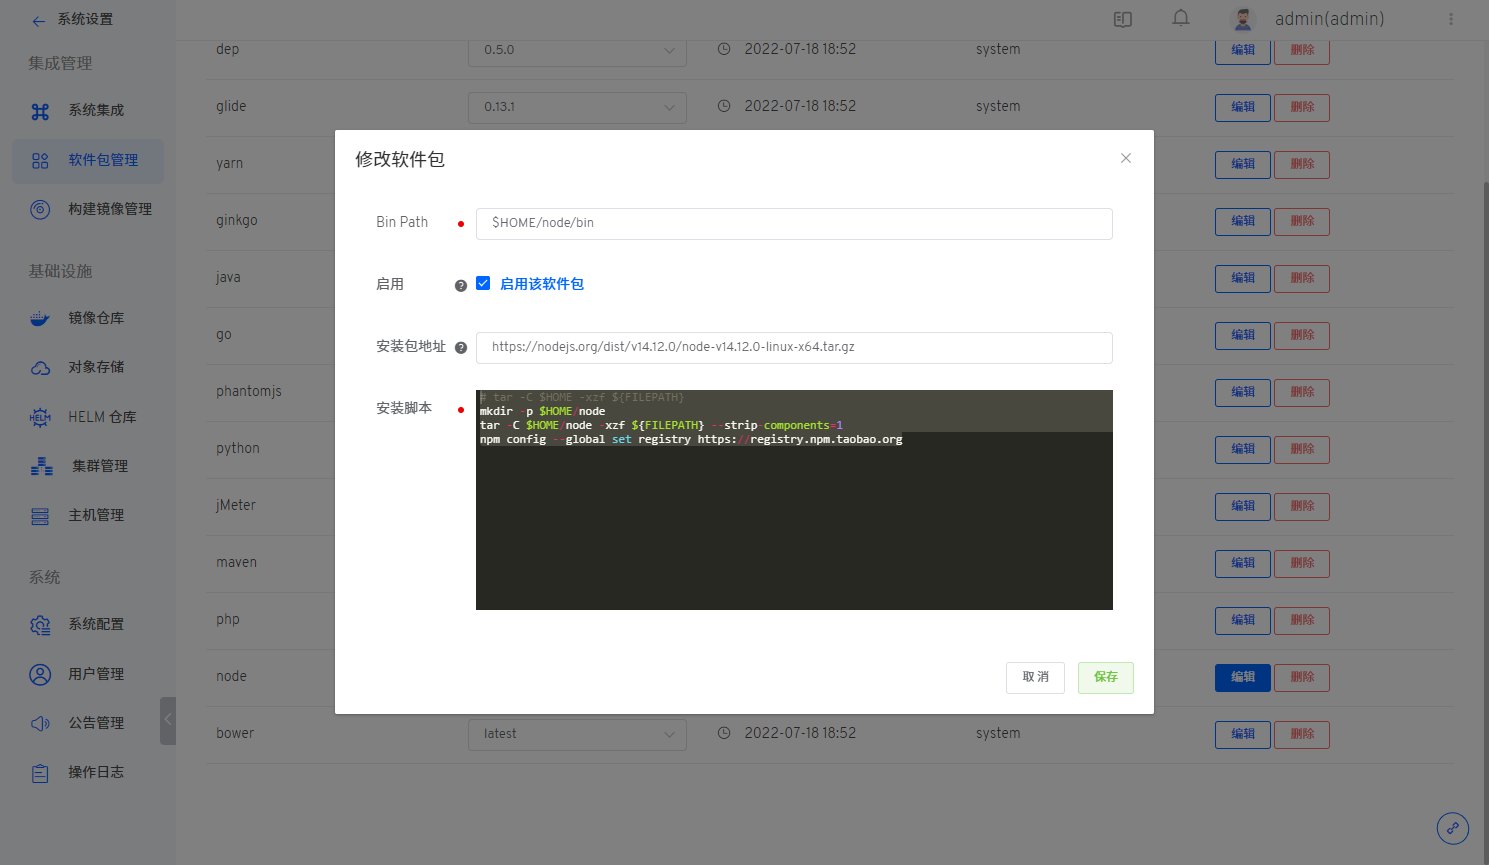 系统设置
admin(admin)
集成管理
系统集成
软件包管理
构建镜像管理
基础设施
镜像仓库
对象存储
HELM 仓库
集群管理
主机管理
系统
系统配置
用户管理
公告管理
操作日志
dep 0.5.0 2022-07-18 18:52 system 编辑 删除
glide 0.13.1 2022-07-18 18:52 system 编辑 删除
yarn 编辑 删除
ginkgo 编辑 删除
java 编辑 删除
go 编辑 删除
phantomjs 编辑 删除
python 编辑 删除
jMeter 编辑 删除
maven 编辑 删除
php 编辑 删除
node 编辑 删除
bower latest 2022-07-18 18:52 system 编辑 删除
修改软件包
Bin Path $HOME/node/bin
启用 启用该软件包
安装包地址 https://nodejs.org/dist/v14.12.0/node-v14.12.0-linux-x64.tar.gz
安装脚本
# tar -C $HOME -xzf ${FILEPATH}
mkdir -p $HOME/node
tar -C $HOME/node -xzf ${FILEPATH} --strip-components=1
npm config --global set registry https://registry.npm.taobao.org
取消 保存